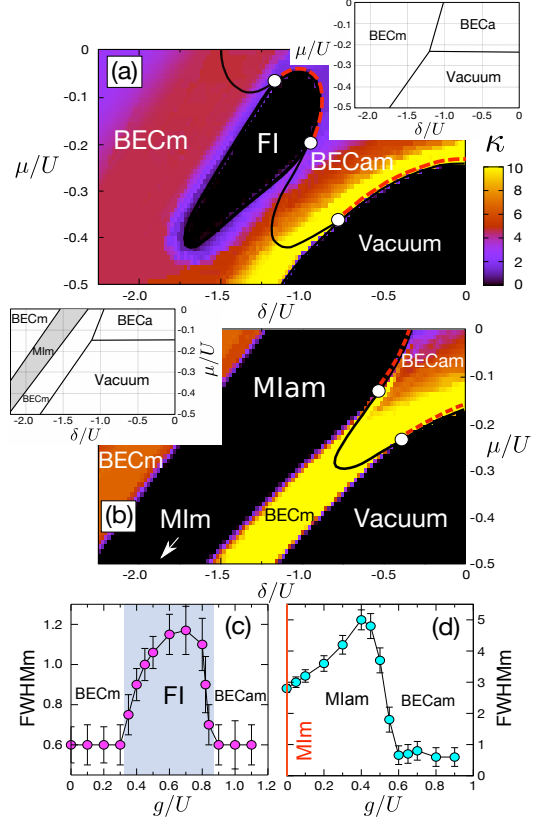 (a)
BECm
FI
BECam
Vacuum
μ/U
δ/U
0
-0.1
-0.2
-0.3
-0.4
-0.5
-2.0
-1.5
-1.0
-0.5
0
μ/U
BECm
BECa
Vacuum
0
-0.1
-0.2
-0.3
-0.4
-0.5
-2.0
-1.5
-1.0
-0.5
0
δ/U
κ
10
8
6
4
2
0
BECm
MIm
BECm
BECa
Vacuum
0
-0.1
-0.2
-0.3
-0.4
-0.5
μ/U
-2.0
-1.5
-1.0
-0.5
0
δ/U
MIam
BECam
BECm
BECm
MIm
Vacuum
(b)
0
-0.1
-0.2
-0.3
-0.4
-0.5
μ/U
-2.0
-1.5
-1.0
-0.5
0
δ/U
(c)
FWHMm
1.2
1.0
0.8
0.6
BECm
FI
BECam
0
0.2
0.4
0.6
0.8
1
1.2
g/U
(d)
MIm
MIam
BECam
5
4
3
2
1
0
FWHMm
0
0.2
0.4
0.6
0.8
1
g/U